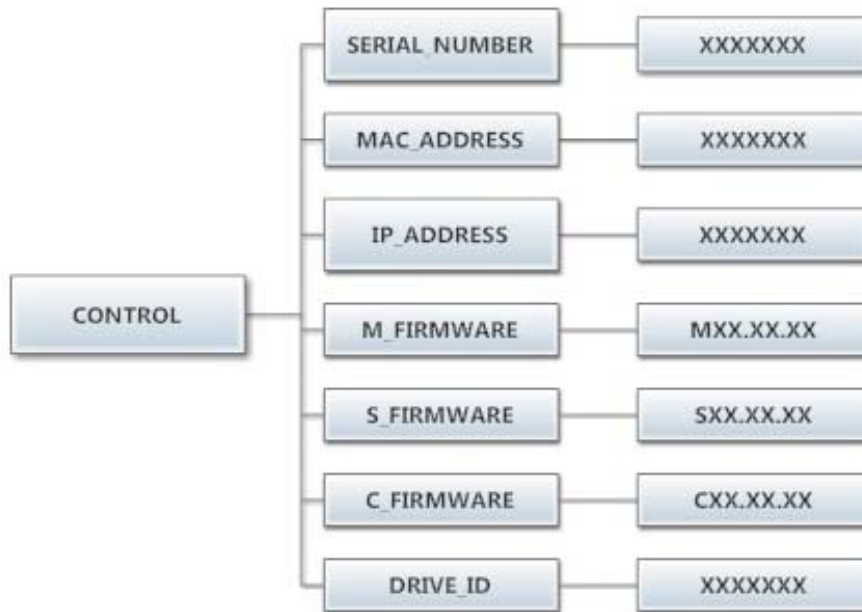 SERIAL_NUMBER XXXXXXX
MAC_ADDRESS XXXXXXX
IP_ADDRESS XXXXXXX
CONTROL
M_FIRMWARE MXX.XX.XX
S_FIRMWARE SXX.XX.XX
C_FIRMWARE CXX.XX.XX
DRIVE_ID XXXXXXX